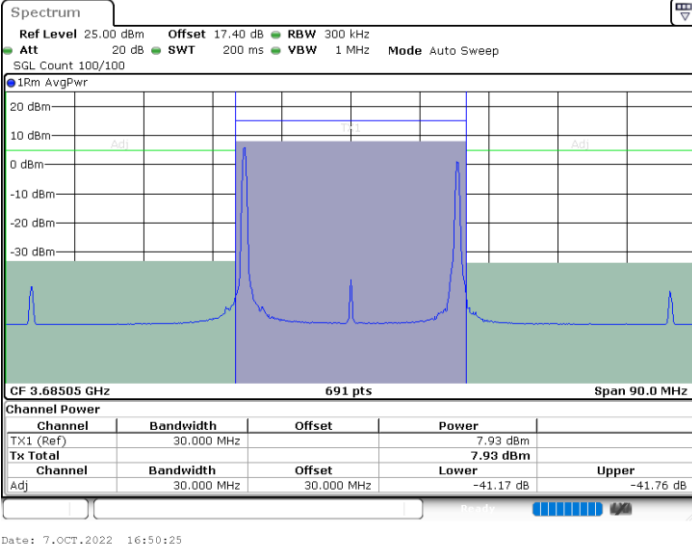 Spectrum
Ref Level 25.00 dBm Offset 17.40 dB RBW 300 kHz
Att 20 dB SWT 200 ms VBW 1 MHz Mode Auto Sweep
SGL Count 100/100
1Rm AvgPwr
20 dBm
TX1
10 dBm
Adj Adj
0 dBm
-10 dBm
-20 dBm
-30 dBm
CF 3.68505 GHz 691 pts Span 90.0 MHz
Channel Power
Channel Bandwidth Offset Power
TX1 (Ref) 30.000 MHz 7.93 dBm
Tx Total 7.93 dBm
Channel Bandwidth Offset Lower Upper
Adj 30.000 MHz 30.000 MHz -41.17 dB -41.76 dB
Ready
Date: 7.OCT.2022 16:50:25